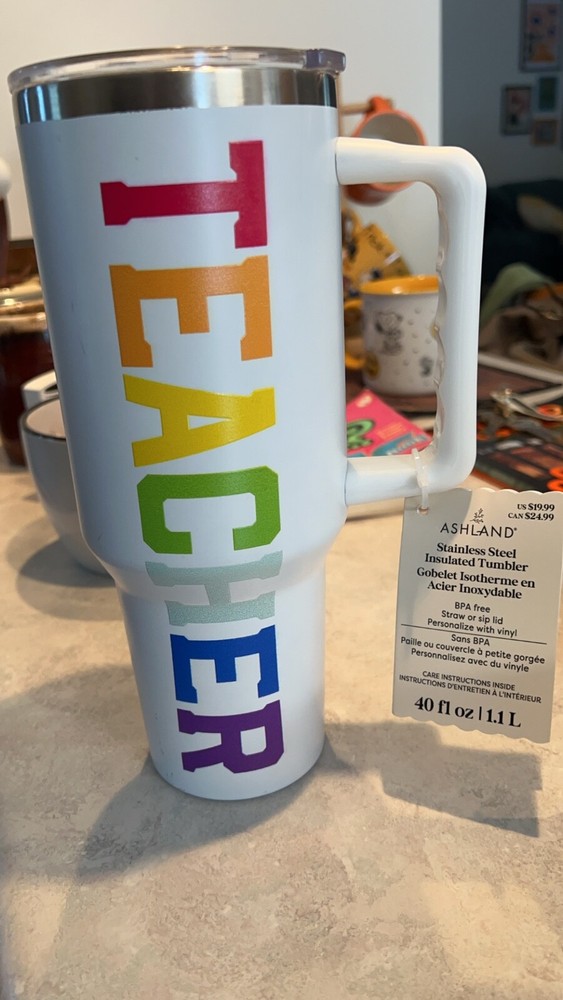 TEACHER
US $19.99
CAN $24.99
ASHLAND®
Stainless Steel
Insulated Tumbler
Gobelet Isotherme en
Acier Inoxydable
BPA free
Straw or sip lid
Personalize with vinyl
Sans BPA
Paille ou couvercle à petite gorgée
Personnalisez avec du vinyle
CARE INSTRUCTIONS INSIDE
INSTRUCTIONS D'ENTRETIEN À L'INTÉRIEUR
40 fl oz | 1.1 L